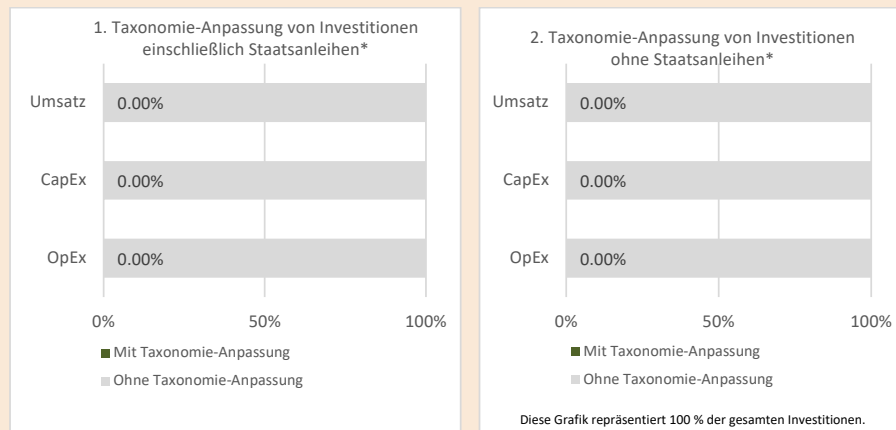 1. Taxonomie-Anpassung von Investitionen
einschließlich Staatsanleihen*
Umsatz 0.00%
CapEx 0.00%
OpEx 0.00%
0% 50% 100%
Mit Taxonomie-Anpassung
Ohne Taxonomie-Anpassung
2. Taxonomie-Anpassung von Investitionen
ohne Staatsanleihen*
Umsatz 0.00%
CapEx 0.00%
OpEx 0.00%
0% 50% 100%
Mit Taxonomie-Anpassung
Ohne Taxonomie-Anpassung
Diese Grafik repräsentiert 100 % der gesamten Investitionen.